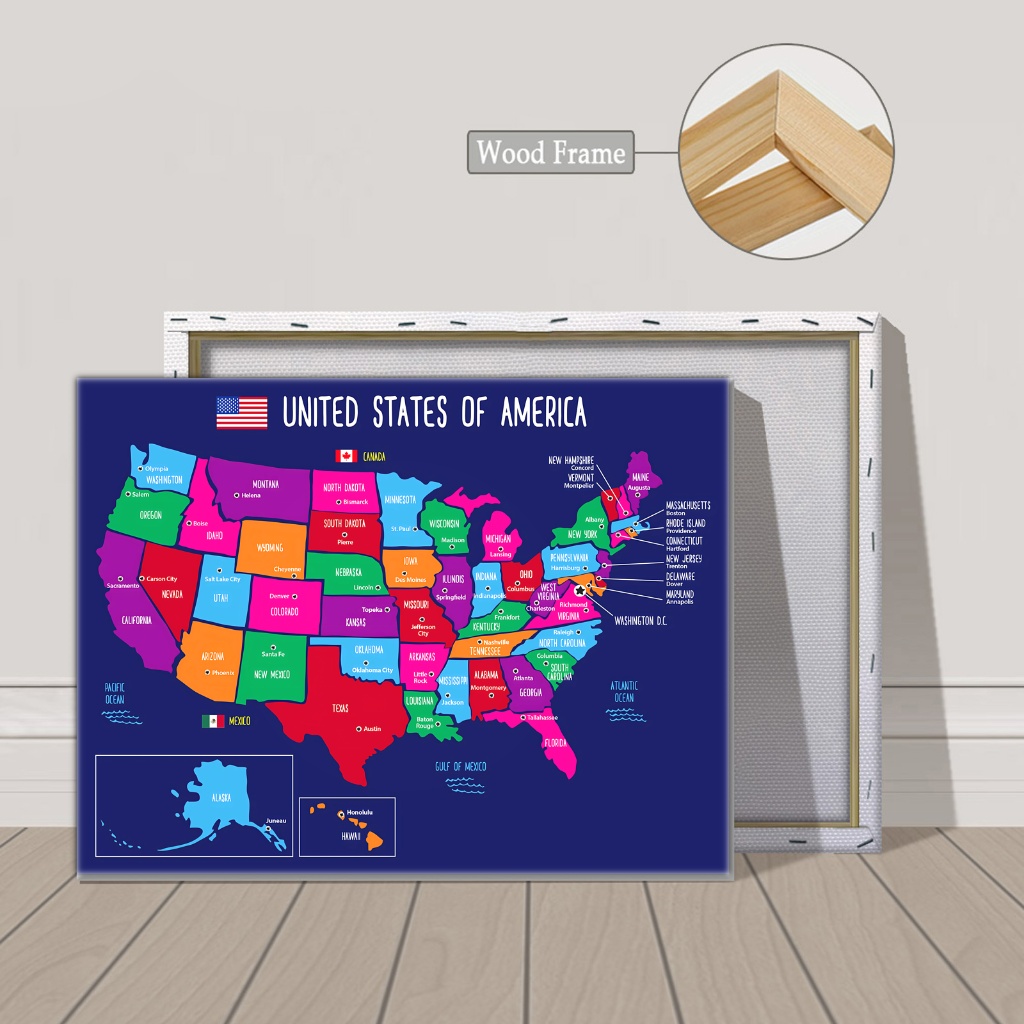 Wood Frame
UNITED STATES OF AMERICA
CANADA
Olympia
WASHINGTON
Salem
OREGON
MONTANA
Helena
Boise
IDAHO
NORTH DAKOTA
Bismarck
SOUTH DAKOTA
Pierre
MINNESOTA
St. Paul
WISCONSIN
Madison
MICHIGAN
Lansing
NEW HAMPSHIRE
Concord
VERMONT
Montpelier
MAINE
Augusta
Albany
NEW YORK
MASSACHUSETTS
Boston
RHODE ISLAND
Providence
CONNECTICUT
Hartford
NEW JERSEY
Trenton
DELAWARE
Dover
MARYLAND
Annapolis
WASHINGTON D.C.
PENNSYLVANIA
Harrisburg
WYOMING
Cheyenne
NEBRASKA
Lincoln
IOWA
Des Moines
ILLINOIS
Springfield
INDIANA
Indianapolis
OHIO
Columbus
WEST
VIRGINIA
Charleston
Richmond
VIRGINIA
Sacramento
CALIFORNIA
Carson City
NEVADA
Salt Lake City
UTAH
Denver
COLORADO
Topeka
KANSAS
MISSOURI
Jefferson
City
Frankfort
KENTUCKY
Nashville
TENNESSEE
Raleigh
NORTH CAROLINA
Columbia
SOUTH
CAROLINA
ARIZONA
Phoenix
Santa Fe
NEW MEXICO
OKLAHOMA
Oklahoma City
ARKANSAS
Little
Rock
MISSISSIPPI
Jackson
ALABAMA
Montgomery
Atlanta
GEORGIA
TEXAS
Austin
LOUISIANA
Baton
Rouge
Tallahassee
FLORIDA
PACIFIC
OCEAN
MEXICO
ATLANTIC
OCEAN
GULF OF MEXICO
ALASKA
Juneau
Honolulu
HAWAII